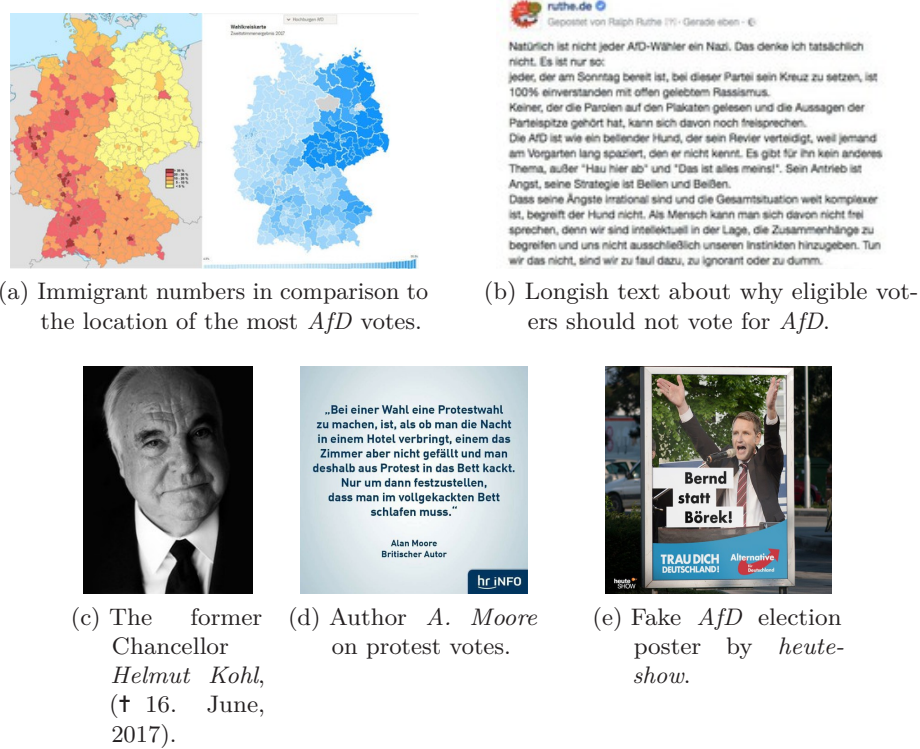 Wahlkreiskarte
Zweitstimmenergebnis 2017
Hochburgen AfD
ruthe.de
Gepostet von Ralph Ruthe [?] · Gerade eben ·
Natürlich ist nicht jeder AfD-Wähler ein Nazi. Das denke ich tatsächlich
nicht. Es ist nur so:
jeder, der am Sonntag bereit ist, bei dieser Partei sein Kreuz zu setzen, ist
100% einverstanden mit offen gelebtem Rassismus.
Keiner, der die Parolen auf den Plakaten gelesen und die Aussagen der
Parteispitze gehört hat, kann sich davon noch freisprechen.
Die AfD ist wie ein bellender Hund, der sein Revier verteidigt, weil jemand
am Vorgarten lang spaziert, den er nicht kennt. Es gibt für ihn kein anderes
Thema, außer "Hau hier ab" und "Das ist alles meins!". Sein Antrieb ist
Angst, seine Strategie ist Bellen und Beißen.
Dass seine Ängste irrational sind und die Gesamtsituation weit komplexer
ist, begreift der Hund nicht. Als Mensch kann man sich davon nicht frei
sprechen, denn wir sind intellektuell in der Lage, die Zusammenhänge zu
begreifen und uns nicht ausschließlich unseren Instinkten hinzugeben. Tun
wir das nicht, sind wir zu faul dazu, zu ignorant oder zu dumm.
(a) Immigrant numbers in comparison to
the location of the most AfD votes.
(b) Longish text about why eligible vot-
ers should not vote for AfD.
„Bei einer Wahl eine Protestwahl
zu machen, ist, als ob man die Nacht
in einem Hotel verbringt, einem das
Zimmer aber nicht gefällt und man
deshalb aus Protest in das Bett kackt.
Nur um dann festzustellen,
dass man im vollgekackten Bett
schlafen muss.“
Alan Moore
Britischer Autor
hr iNFO
Bernd
statt
Börek!
TRAU DICH
DEUTSCHLAND!
Alternative
für
Deutschland
heute
SHOW
(c) The former
Chancellor
Helmut Kohl,
(† 16. June,
2017).
(d) Author A. Moore
on protest votes.
(e) Fake AfD election
poster by heute-
show.